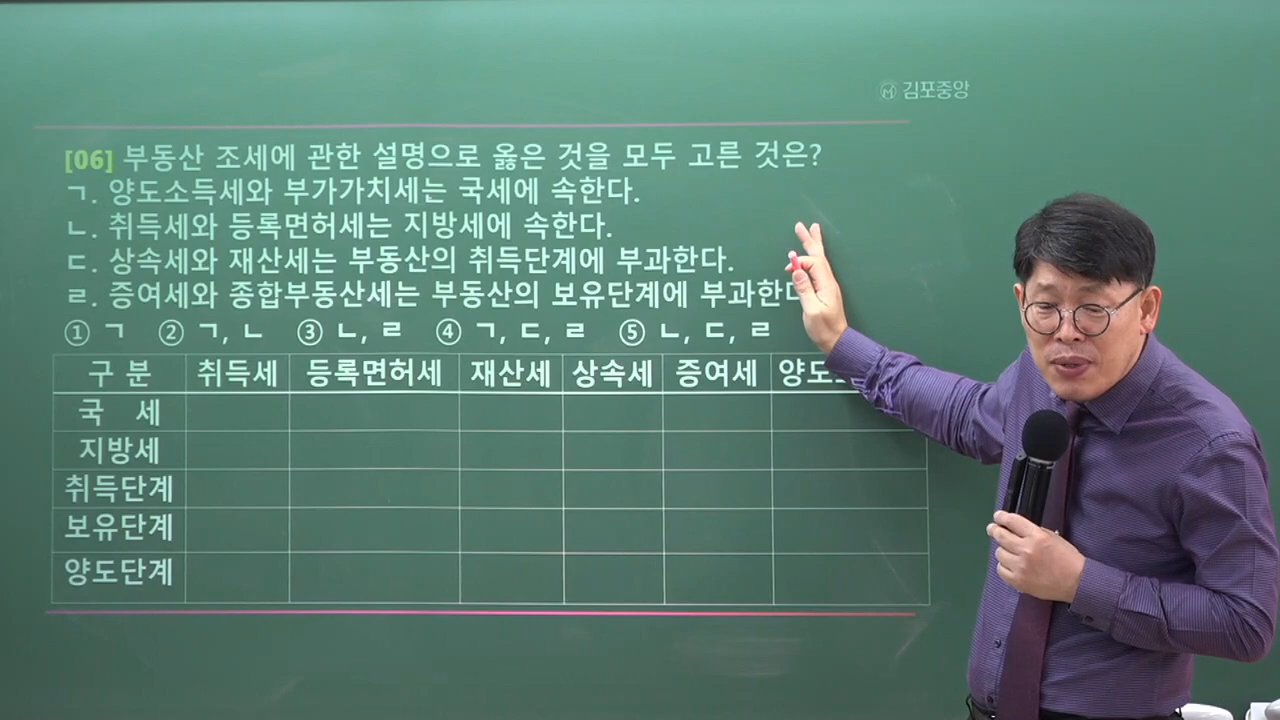 김포중앙
[06] 부동산 조세에 관한 설명으로 옳은 것을 모두 고른 것은?
ㄱ. 양도소득세와 부가가치세는 국세에 속한다.
ㄴ. 취득세와 등록면허세는 지방세에 속한다.
ㄷ. 상속세와 재산세는 부동산의 취득단계에 부과한다.
ㄹ. 증여세와 종합부동산세는 부동산의 보유단계에 부과한
① ㄱ ② ㄱ, ㄴ ③ ㄴ, ㄹ ④ ㄱ, ㄷ, ㄹ ⑤ ㄴ, ㄷ, ㄹ
구 분 취득세 등록면허세 재산세 상속세 증여세 양도
국 세
지방세
취득단계
보유단계
양도단계